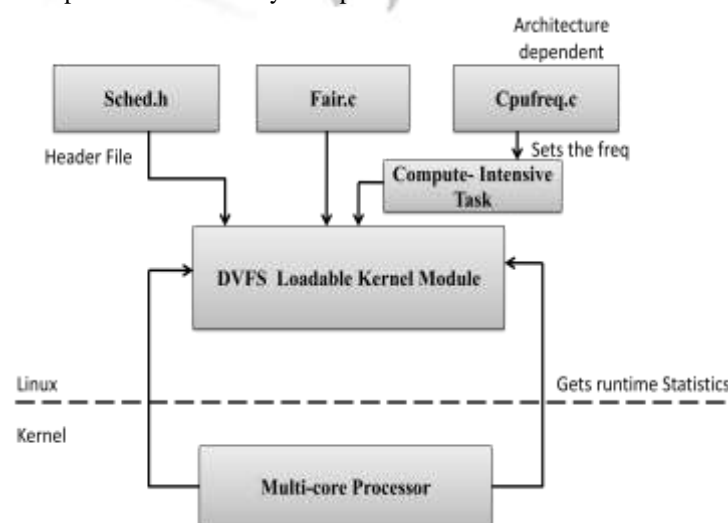 Architecture
dependent
Sched.h
Fair.c
Cpufreq.c
Header File
Sets the freq
Compute- Intensive
Task
DVFS Loadable Kernel Module
Linux
Gets runtime Statistics
Kernel
Multi-core Processor